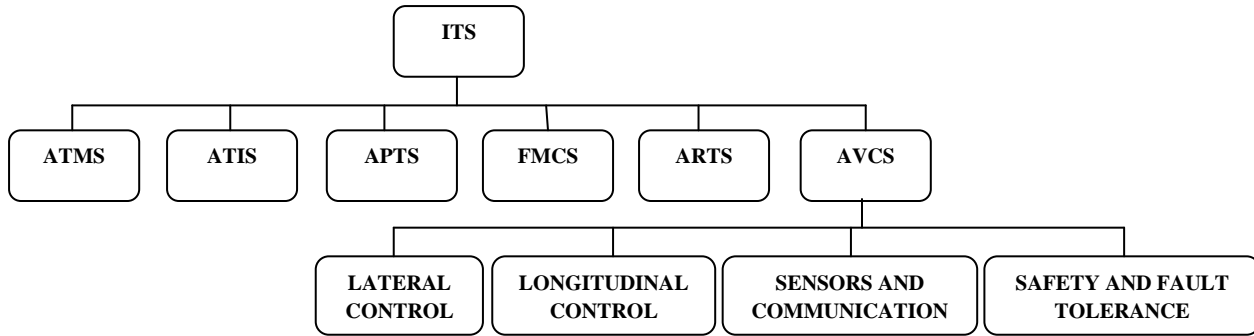 ITS
ATMS
ATIS
APTS
FMCS
ARTS
AVCS
LATERAL
CONTROL
LONGITUDINAL
CONTROL
SENSORS AND
COMMUNICATION
SAFETY AND FAULT
TOLERANCE